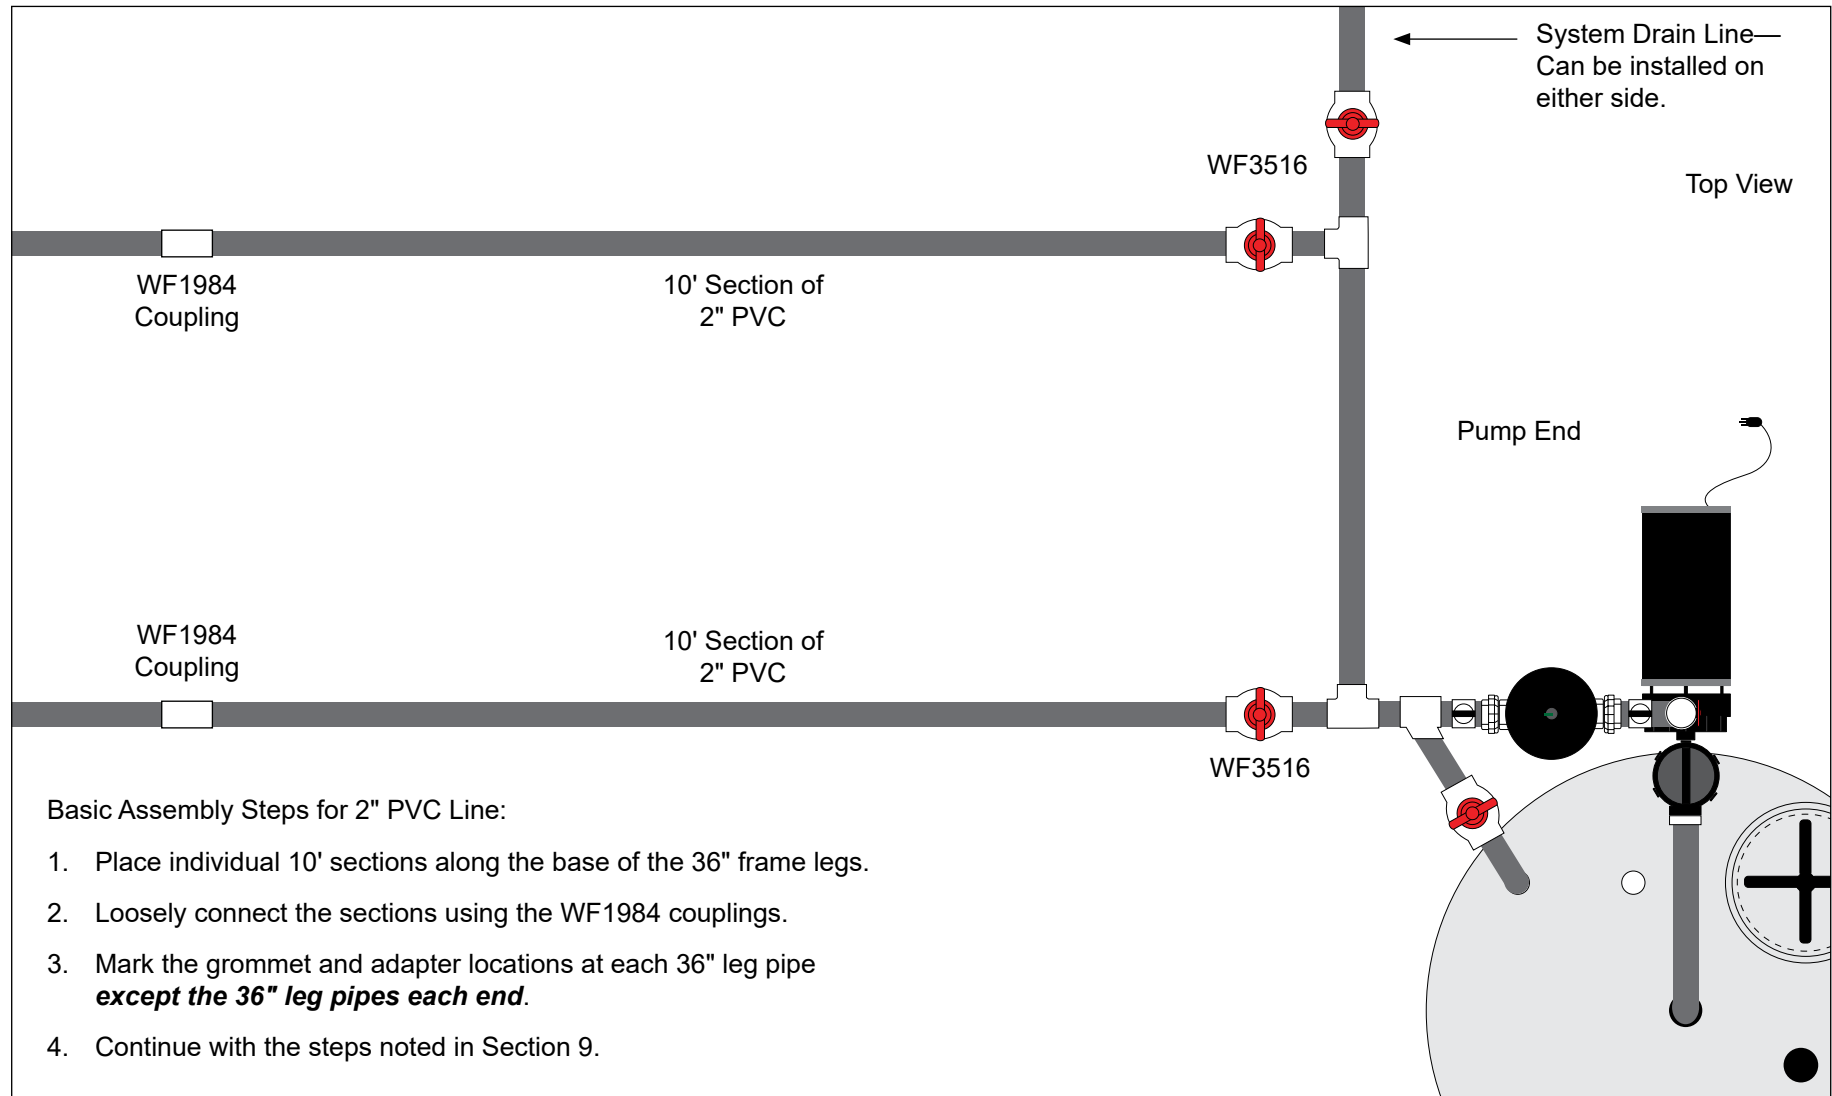 System Drain Line—
Can be installed on
either side.
WF3516
Top View
WF1984
Coupling
10' Section of
2" PVC
Pump End
WF1984
Coupling
10' Section of
2" PVC
WF3516
Basic Assembly Steps for 2" PVC Line:
1. Place individual 10' sections along the base of the 36" frame legs.
2. Loosely connect the sections using the WF1984 couplings.
3. Mark the grommet and adapter locations at each 36" leg pipe
except the 36" leg pipes each end.
4. Continue with the steps noted in Section 9.